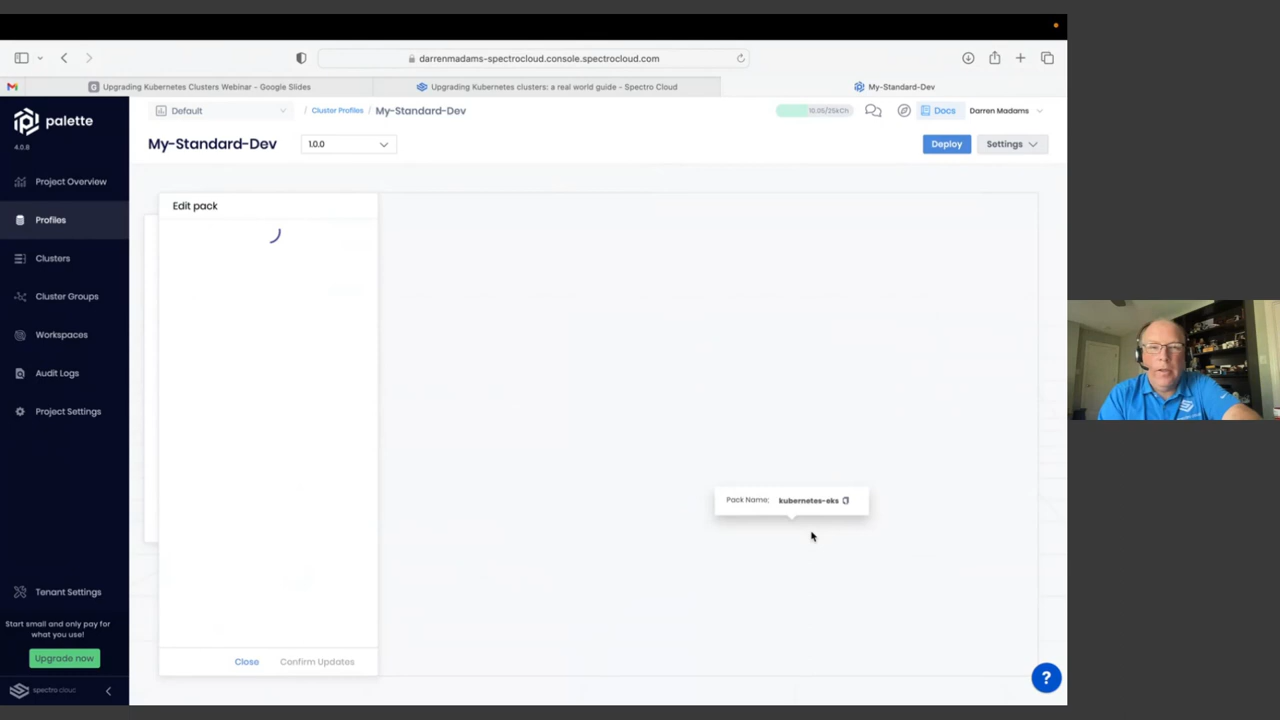 darrenmadams-spectrocloud.console.spectrocloud.com
Upgrading Kubernetes Clusters Webinar - Google Slides
Upgrading Kubernetes clusters: a real world guide - Spectro Cloud
My-Standard-Dev
palette
4.0.8
Default
/ Cluster Profiles / My-Standard-Dev
10.05/25kCh
Docs
Darren Madams
My-Standard-Dev
1.0.0
Deploy
Settings
Project Overview
Profiles
Clusters
Cluster Groups
Workspaces
Audit Logs
Project Settings
Edit pack
Pack Name: kubernetes-eks
Tenant Settings
Start small and only pay for
what you use!
Upgrade now
spectro cloud
Close
Confirm Updates
?